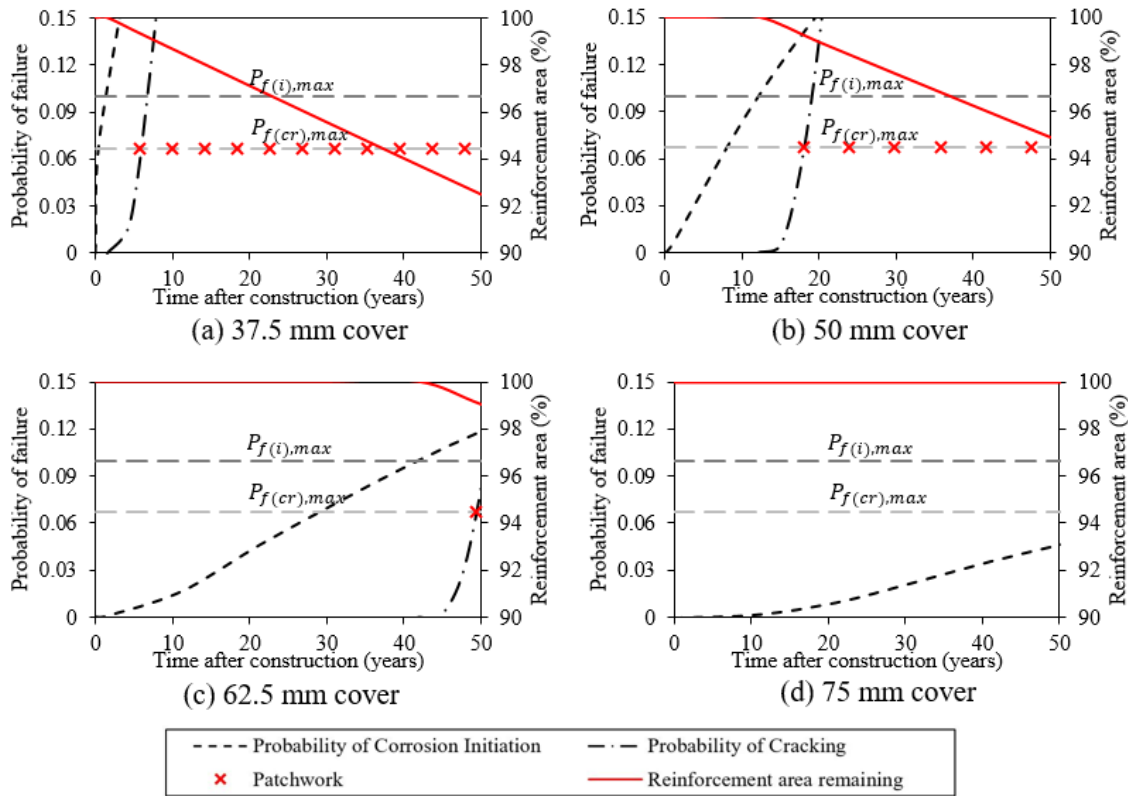 0.15 0.12 0.09 0.06 0.03 0
Probability of failure
P_f(i),max
P_f(cr),max
100 98 96 94 92 90
Reinforcement area (%)
0 10 20 30 40 50
Time after construction (years)
(a) 37.5 mm cover
0.15 0.12 0.09 0.06 0.03 0
Probability of failure
P_f(i),max
P_f(cr),max
100 98 96 94 92 90
Reinforcement area (%)
0 10 20 30 40 50
Time after construction (years)
(b) 50 mm cover
0.15 0.12 0.09 0.06 0.03 0
Probability of failure
P_f(i),max
P_f(cr),max
100 98 96 94 92 90
Reinforcement area (%)
0 10 20 30 40 50
Time after construction (years)
(c) 62.5 mm cover
0.15 0.12 0.09 0.06 0.03 0
Probability of failure
P_f(i),max
P_f(cr),max
100 98 96 94 92 90
Reinforcement area (%)
0 10 20 30 40 50
Time after construction (years)
(d) 75 mm cover
Probability of Corrosion Initiation
Probability of Cracking
Patchwork
Reinforcement area remaining